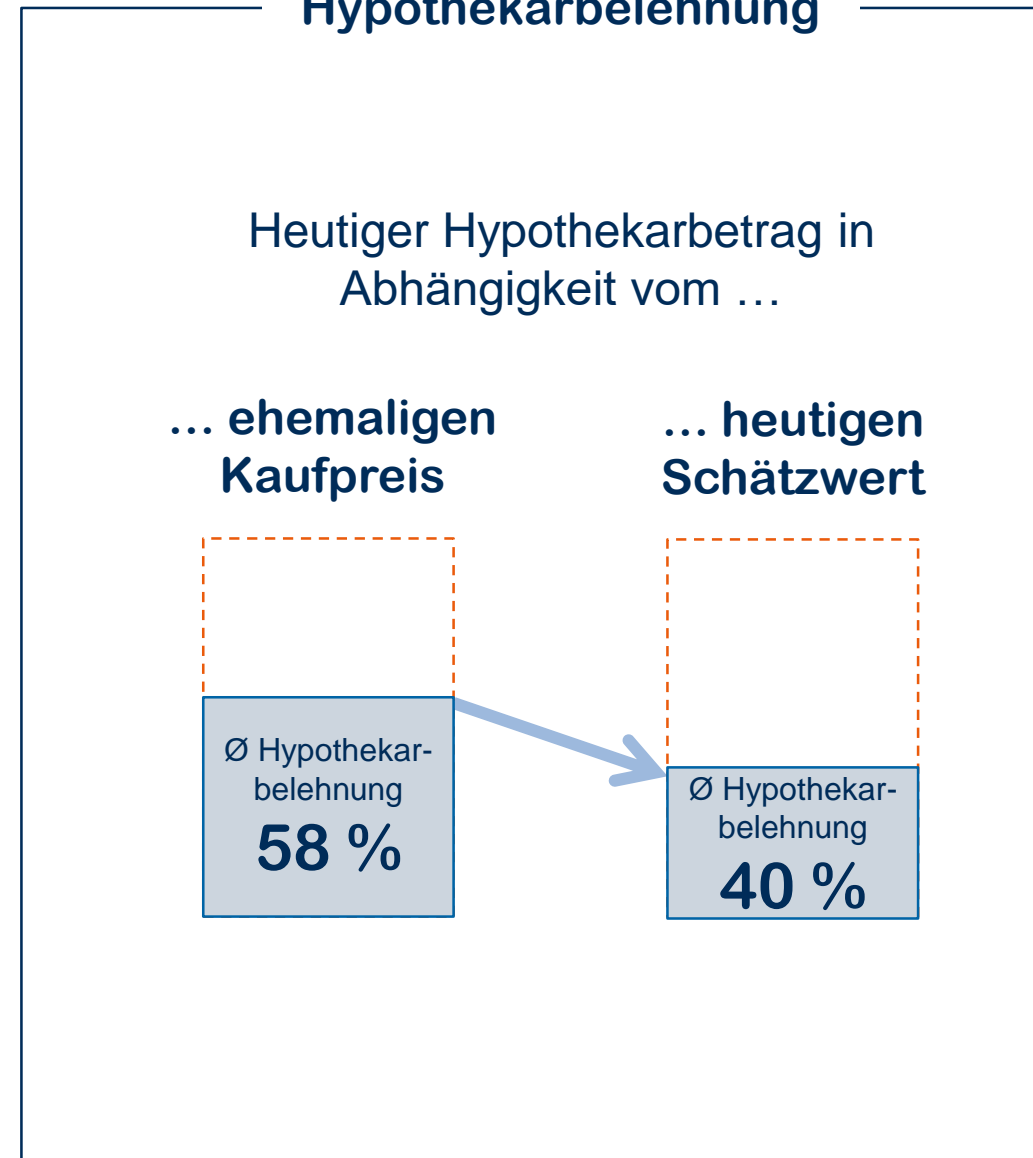 Hypothekarbelehnung
Heutiger Hypothekarbetrag in
Abhängigkeit vom …
… ehemaligen
Kaufpreis
… heutigen
Schätzwert
Ø Hypothekar-
belehnung
58 %
Ø Hypothekar-
belehnung
40 %